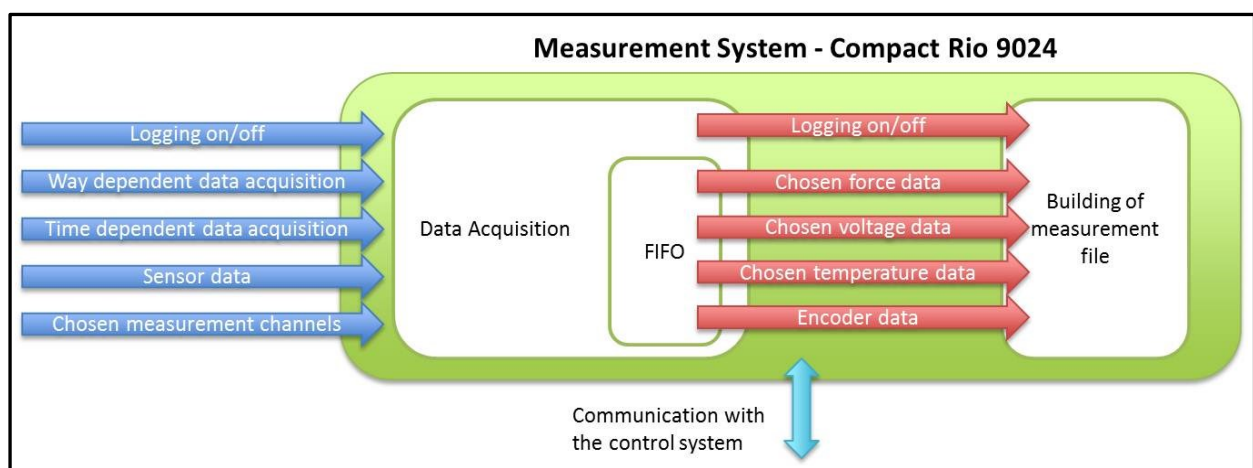 Measurement System - Compact Rio 9024
Logging on/off
Way dependent data acquisition
Time dependent data acquisition
Sensor data
Chosen measurement channels
Data Acquisition
FIFO
Logging on/off
Chosen force data
Chosen voltage data
Chosen temperature data
Encoder data
Building of
measurement
file
Communication with
the control system